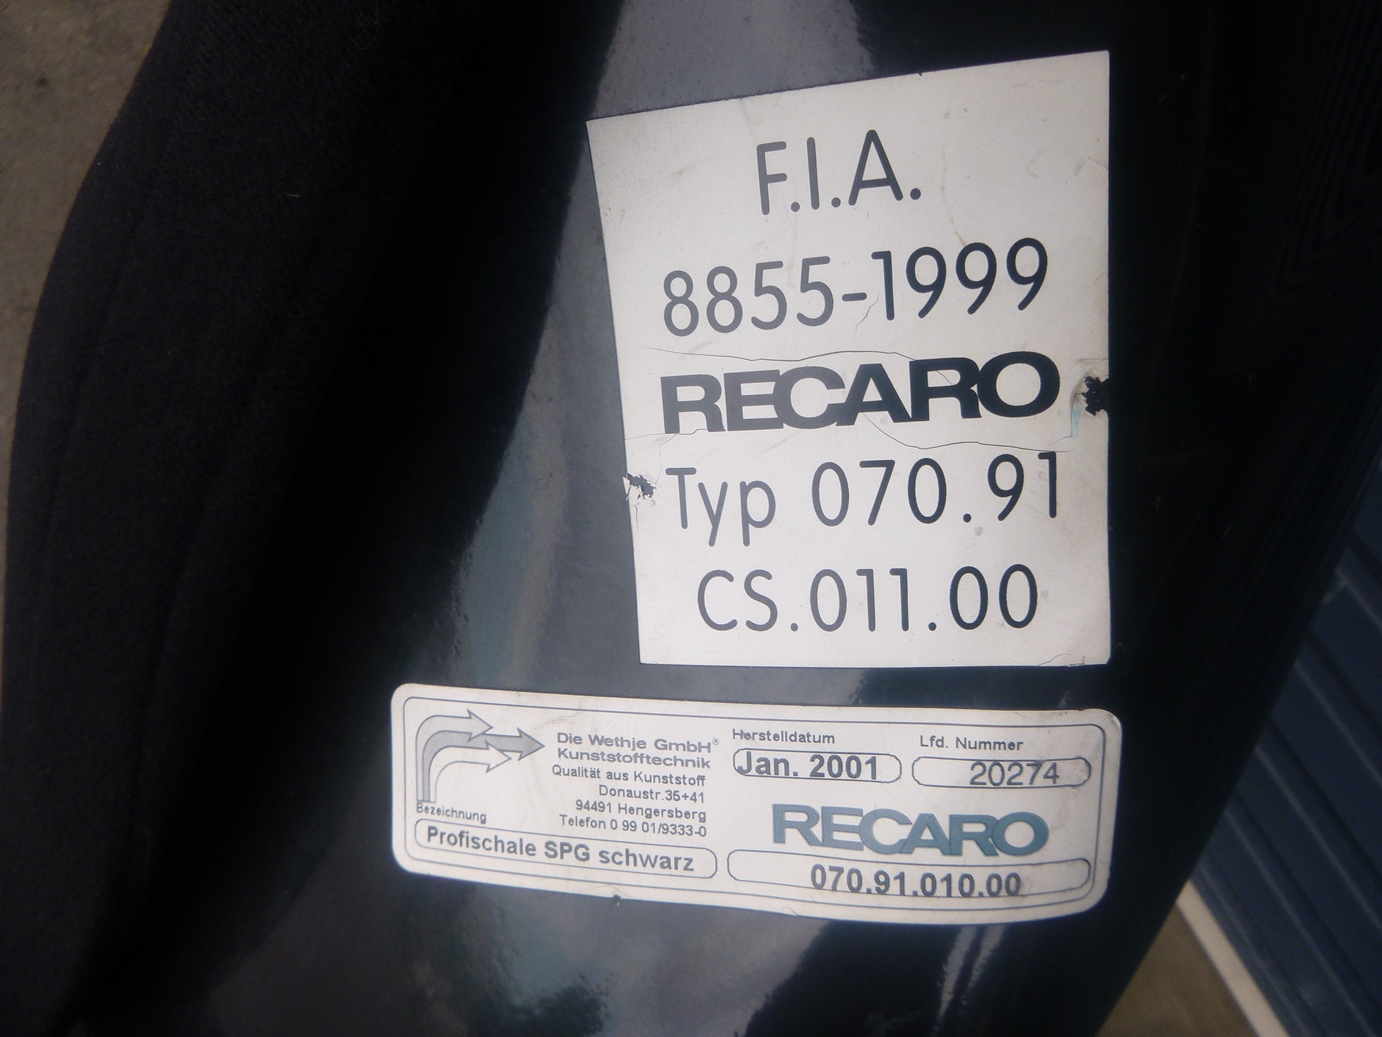 F.I.A.
8855-1999
RECARO
Typ 070.91
CS.011.00
Die Wethje GmbH®
Kunststofftechnik
Qualität aus Kunststoff
Donaustr.35+41
94491 Hengersberg
Telefon 0 99 01/9333-0
Bezeichnung
Profischale SPG schwarz
Herstelldatum
Jan. 2001
Lfd. Nummer
20274
RECARO
070.91.010.00